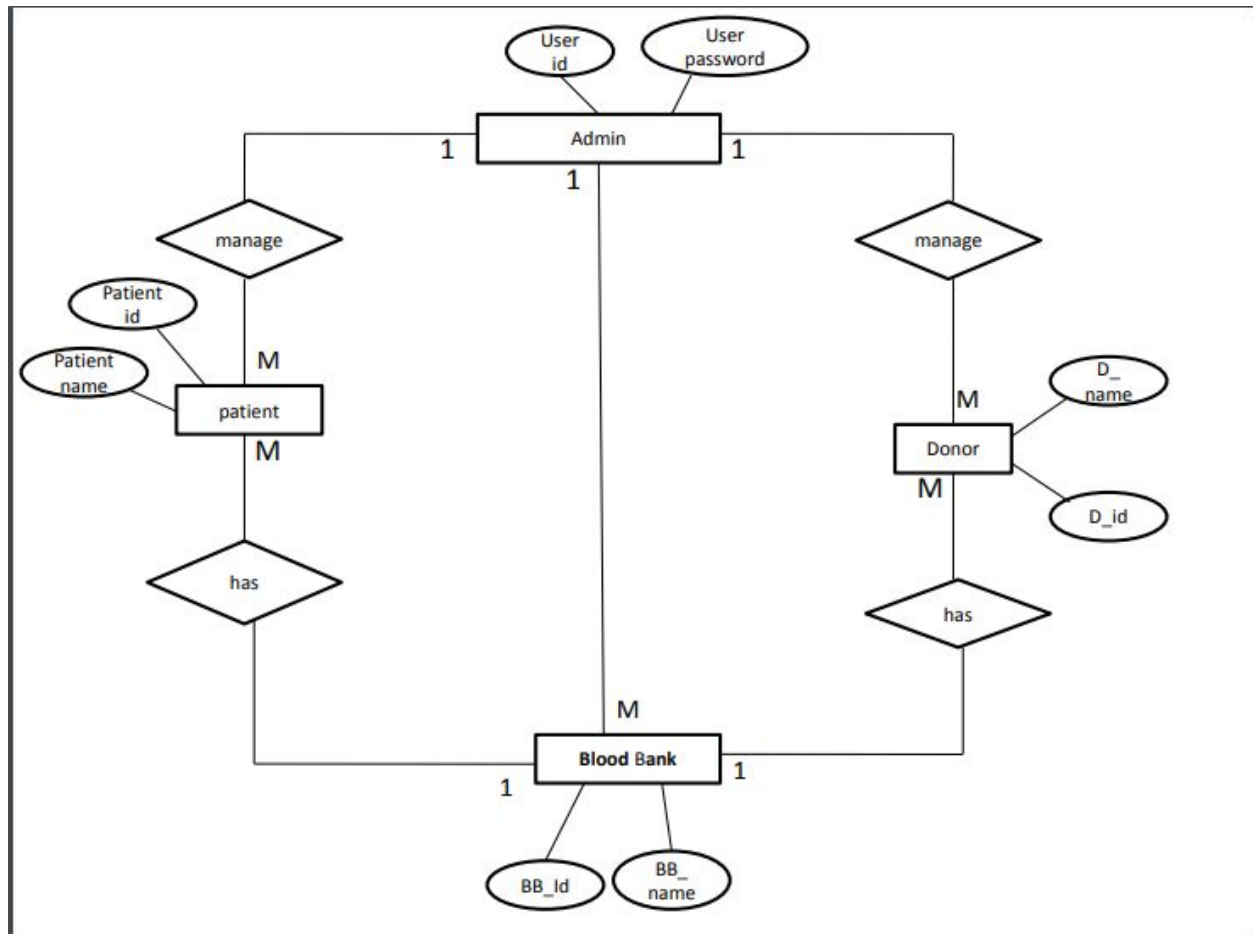 User
id
User
password
Admin
1
1
1
manage
manage
Patient
id
Patient
name
M
patient
M
D_
name
M
Donor
M
D_id
has
has
M
Blood Bank
1
1
BB_Id
BB_
name